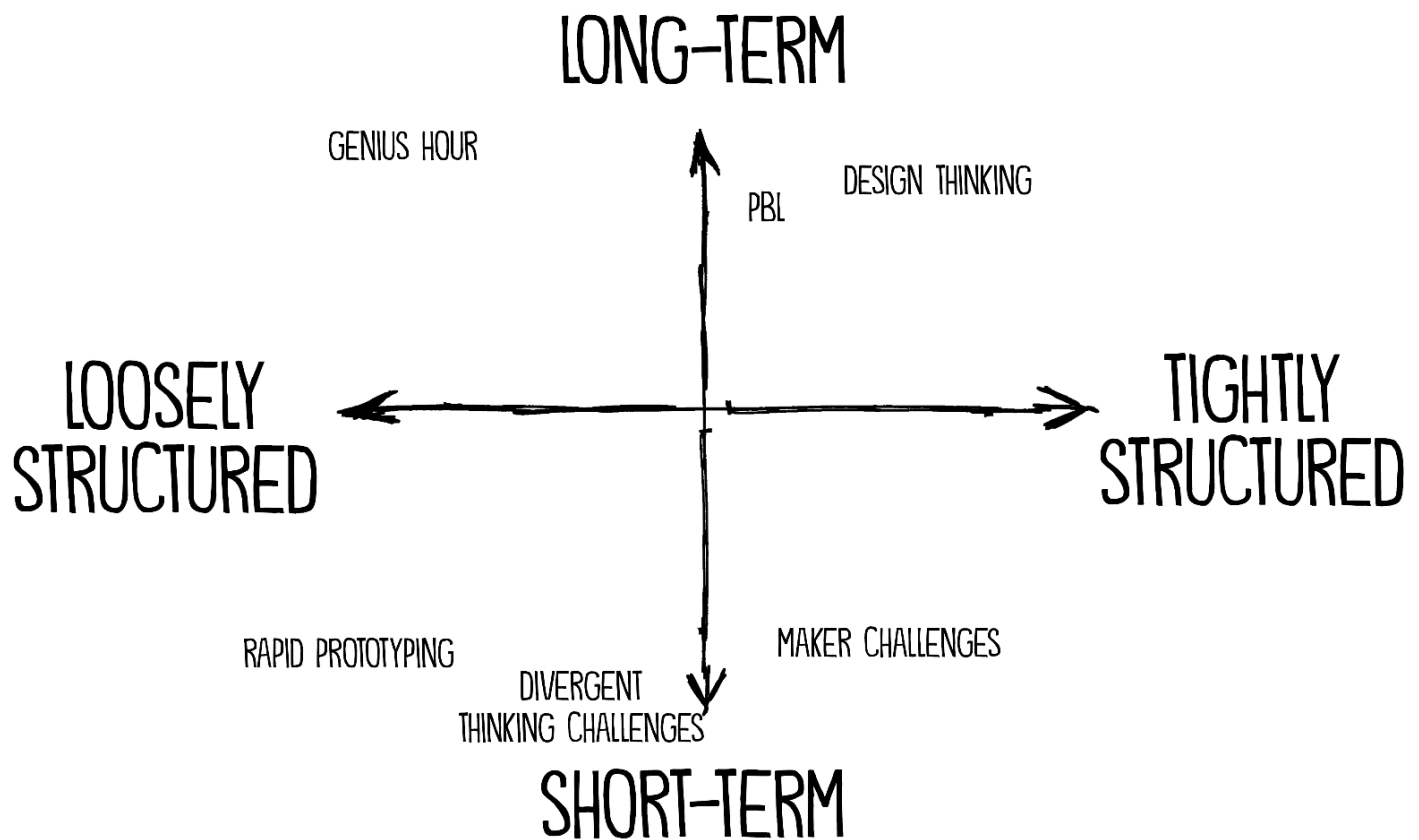 LONG-TERM
GENIUS HOUR
DESIGN THINKING
PBL
LOOSELY
STRUCTURED
TIGHTLY
STRUCTURED
RAPID PROTOTYPING
MAKER CHALLENGES
DIVERGENT
THINKING CHALLENGES
SHORT-TERM